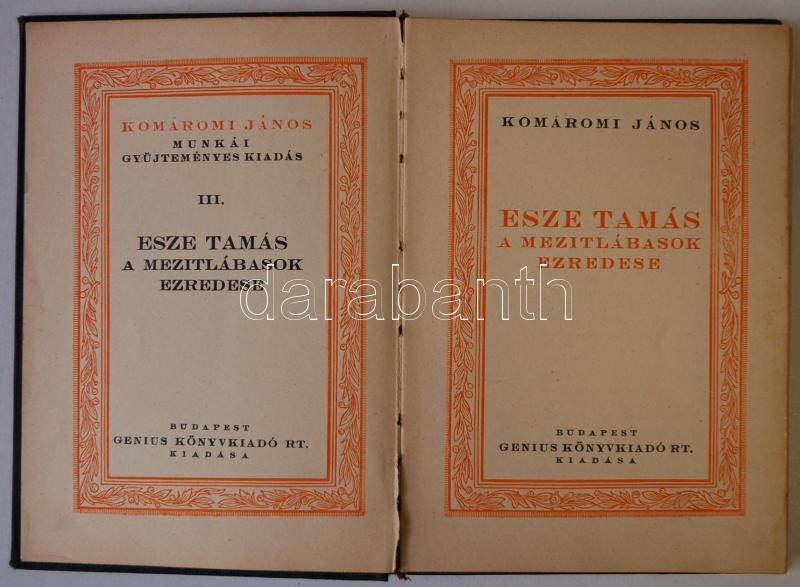 KOMÁROMI JÁNOS
MUNKÁI
GYÜJTEMÉNYES KIADÁS
III.
ESZE TAMÁS
A MEZITLÁBASOK
EZREDESE
BUDAPEST
GENIUS KÖNYVKIADÓ RT.
KIADÁSA
KOMÁROMI JÁNOS
ESZE TAMÁS
A MEZITLÁBASOK
EZREDESE
BUDAPEST
GENIUS KÖNYVKIADÓ RT.
KIADÁSA
darabanth